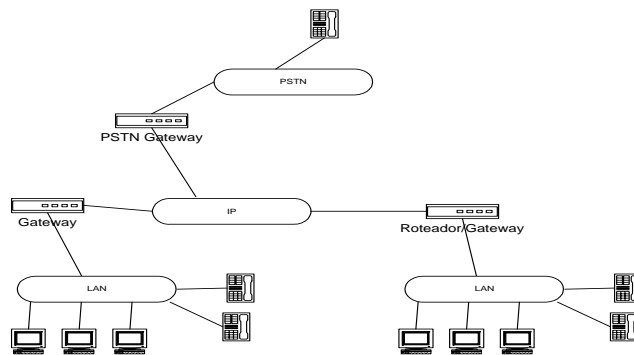 PSTN
PSTN Gateway
IP
Gateway
Roteador/Gateway
LAN
LAN